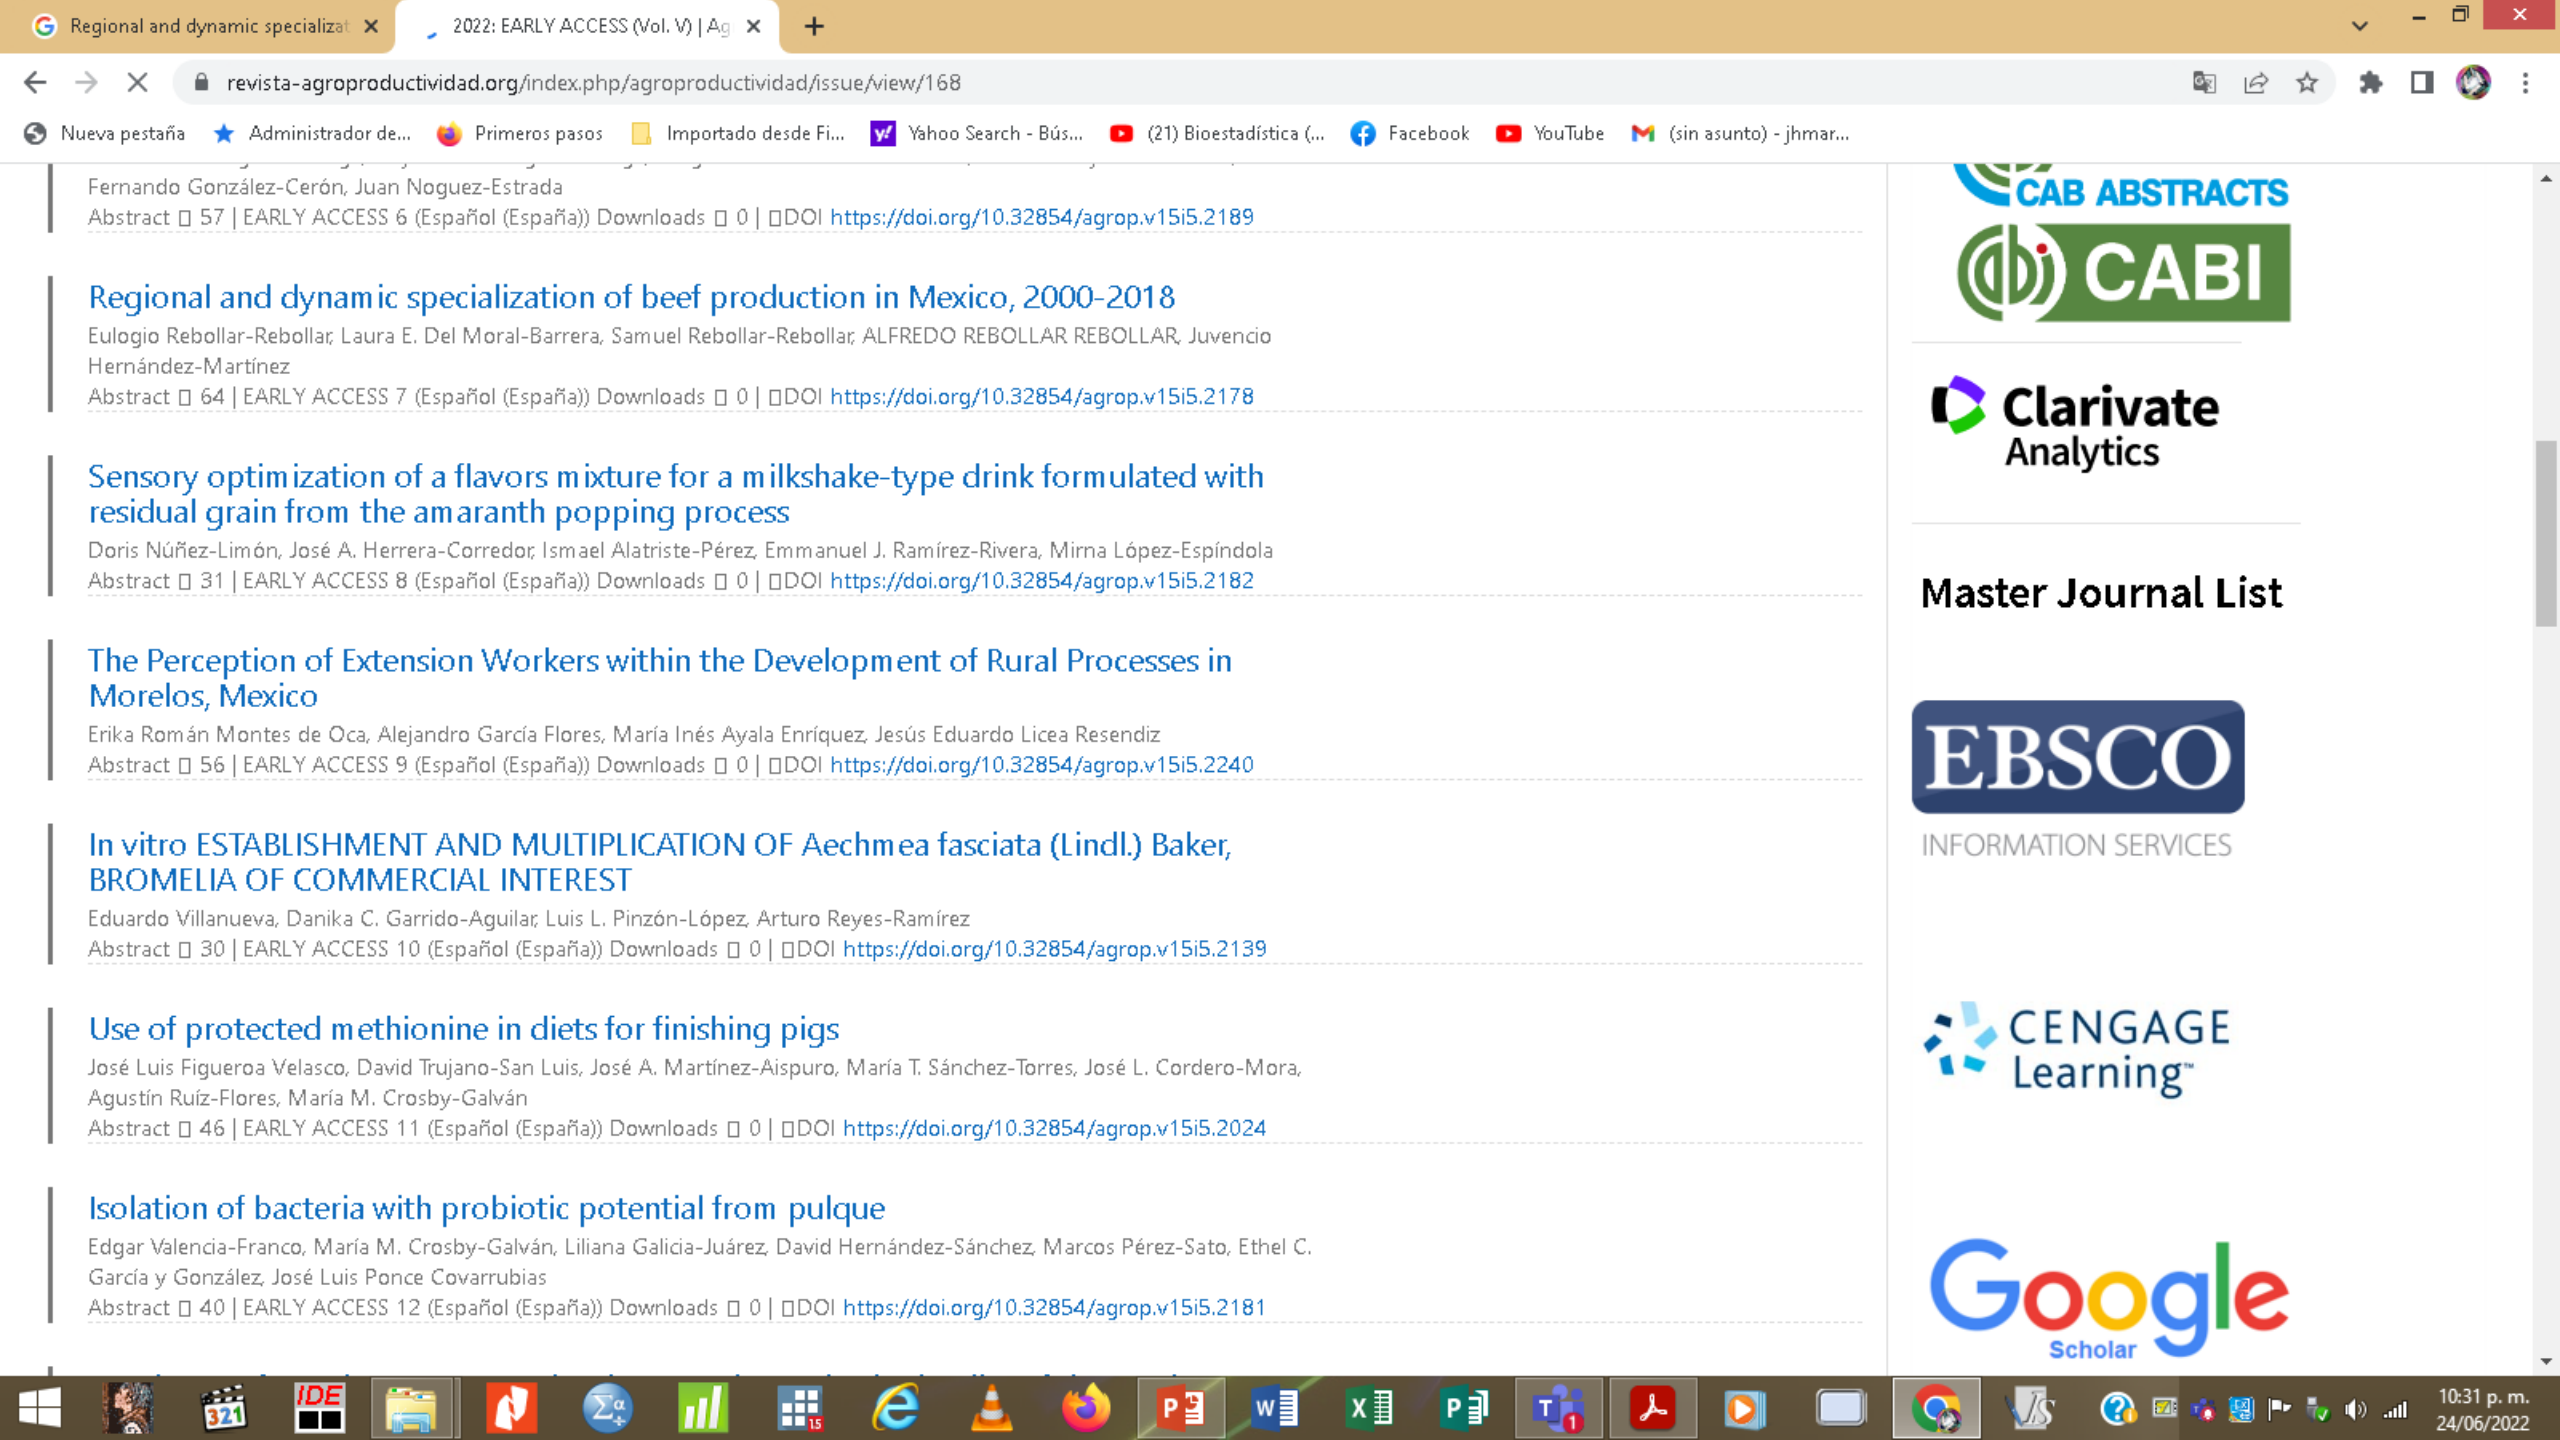 Regional and dynamic specializat
2022: EARLY ACCESS (Vol. V) | Ag
revista-agroproductividad.org/index.php/agroproductividad/issue/view/168
Nueva pestaña
Administrador de...
Primeros pasos
Importado desde Fi...
Yahoo Search - Bús...
(21) Bioestadística (...
Facebook
YouTube
(sin asunto) - jhmar...
Fernando González-Cerón, Juan Noguez-Estrada
Abstract 57 | EARLY ACCESS 6 (Español (España)) Downloads 0 | DOI https://doi.org/10.32854/agrop.v15i5.2189
Regional and dynamic specialization of beef production in Mexico, 2000-2018
Eulogio Rebollar-Rebollar, Laura E. Del Moral-Barrera, Samuel Rebollar-Rebollar, ALFREDO REBOLLAR REBOLLAR, Juvencio
Hernández-Martínez
Abstract 64 | EARLY ACCESS 7 (Español (España)) Downloads 0 | DOI https://doi.org/10.32854/agrop.v15i5.2178
Sensory optimization of a flavors mixture for a milkshake-type drink formulated with
residual grain from the amaranth popping process
Doris Núñez-Limón, José A. Herrera-Corredor, Ismael Alatriste-Pérez, Emmanuel J. Ramírez-Rivera, Mirna López-Espíndola
Abstract 31 | EARLY ACCESS 8 (Español (España)) Downloads 0 | DOI https://doi.org/10.32854/agrop.v15i5.2182
The Perception of Extension Workers within the Development of Rural Processes in
Morelos, Mexico
Erika Román Montes de Oca, Alejandro García Flores, María Inés Ayala Enríquez, Jesús Eduardo Licea Resendiz
Abstract 56 | EARLY ACCESS 9 (Español (España)) Downloads 0 | DOI https://doi.org/10.32854/agrop.v15i5.2240
In vitro ESTABLISHMENT AND MULTIPLICATION OF Aechmea fasciata (Lindl.) Baker,
BROMELIA OF COMMERCIAL INTEREST
Eduardo Villanueva, Danika C. Garrido-Aguilar, Luis L. Pinzón-López, Arturo Reyes-Ramírez
Abstract 30 | EARLY ACCESS 10 (Español (España)) Downloads 0 | DOI https://doi.org/10.32854/agrop.v15i5.2139
Use of protected methionine in diets for finishing pigs
José Luis Figueroa Velasco, David Trujano-San Luis, José A. Martínez-Aispuro, María T. Sánchez-Torres, José L. Cordero-Mora,
Agustín Ruíz-Flores, María M. Crosby-Galván
Abstract 46 | EARLY ACCESS 11 (Español (España)) Downloads 0 | DOI https://doi.org/10.32854/agrop.v15i5.2024
Isolation of bacteria with probiotic potential from pulque
Edgar Valencia-Franco, María M. Crosby-Galván, Liliana Galicia-Juárez, David Hernández-Sánchez, Marcos Pérez-Sato, Ethel C.
García y González, José Luis Ponce Covarrubias
Abstract 40 | EARLY ACCESS 12 (Español (España)) Downloads 0 | DOI https://doi.org/10.32854/agrop.v15i5.2181
CAB ABSTRACTS
CABI
Clarivate
Analytics
Master Journal List
EBSCO
INFORMATION SERVICES
CENGAGE
Learning™
Google
Scholar
321
IDE
15
1
10:31 p. m.
24/06/2022